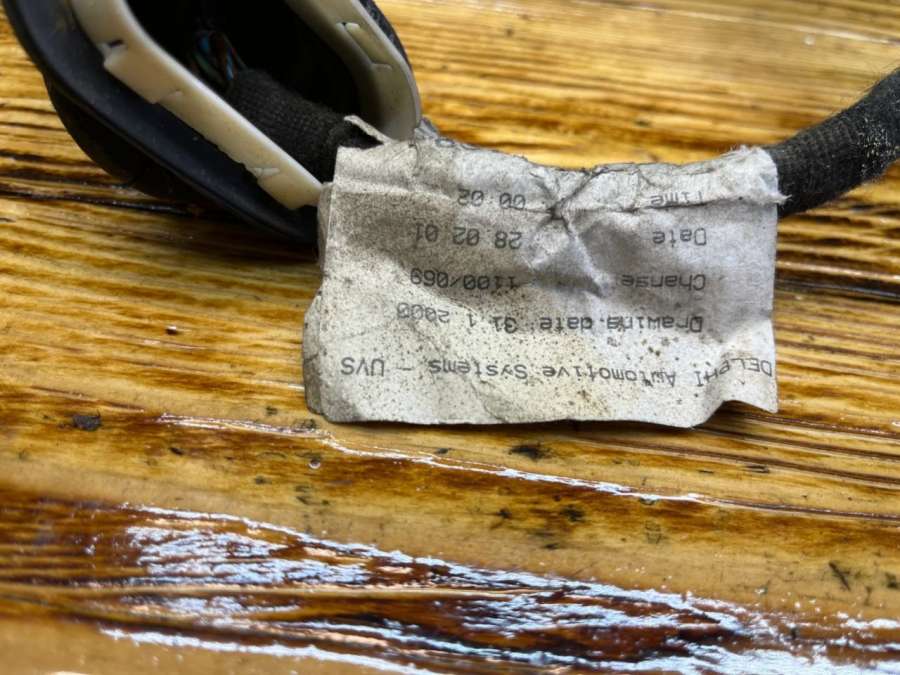 DELPHI Automotive Systems - UVS
Drawing date 31 1 2000
Change 1100/069
Date 28 02 01
Time 00 02